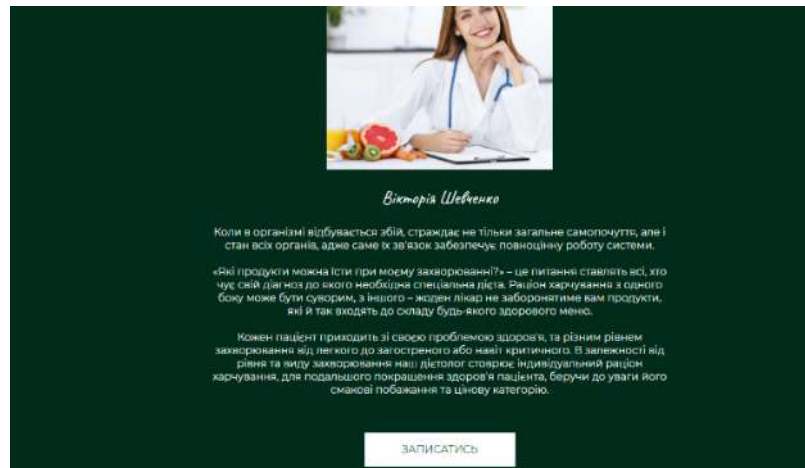 Вікторія Шевченко
Коли в організмі відбувається збій, страждає не тільки загальне самопочуття, але і
стан всіх органів, адже саме їх зв'язок забезпечує повноцінну роботу системи.
«Які продукти можна їсти при моєму захворюванні?» – це питання ставлять всі, хто
чує свій діагноз до якого необхідна спеціальна дієта. Раціон харчування з одного
боку може бути суворим, з іншого – жоден лікар не заборонятиме вам продукти,
які й так входять до складу будь-якого здорового меню.
Кожен пацієнт приходить зі своєю проблемою здоров'я, та різним рівнем
захворювання від легкого до загостреного або навіт критичного. В залежності від
рівня та виду захворювання наш дієтолог стовріює індивідуальний раціон
харчування, для подальшого покращення здоров'я пацієнта, беручи до уваги його
смакові побажання та цінову категорію.
ЗАПИСАТИСЬ